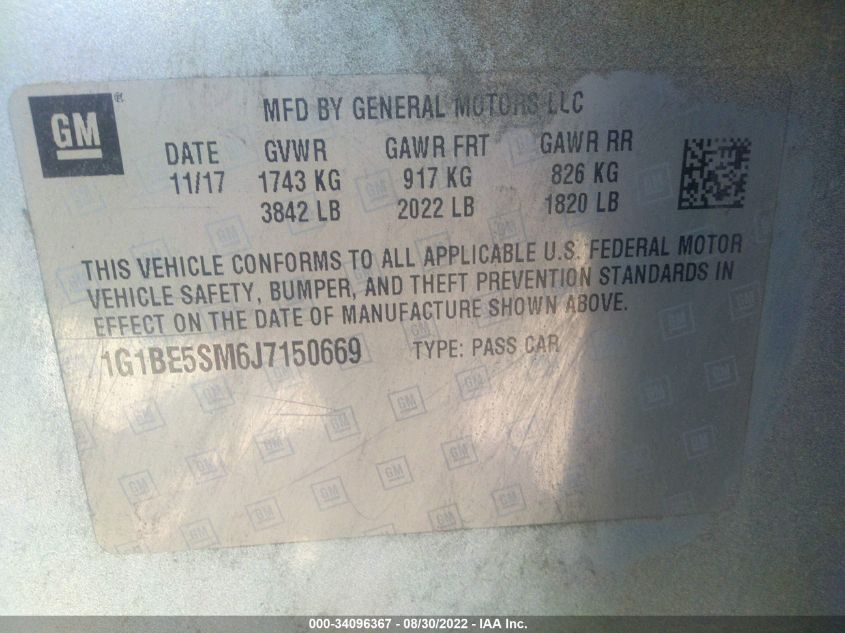 GM®
MFD BY GENERAL MOTORS LLC
DATE GVWR GAWR FRT GAWR RR
11/17 1743 KG 917 KG 826 KG
3842 LB 2022 LB 1820 LB
THIS VEHICLE CONFORMS TO ALL APPLICABLE U.S. FEDERAL MOTOR
VEHICLE SAFETY, BUMPER, AND THEFT PREVENTION STANDARDS IN
EFFECT ON THE DATE OF MANUFACTURE SHOWN ABOVE.
1G1BE5SM6J7150669 TYPE: PASS CAR
000-34096367 - 08/30/2022 - IAA Inc.